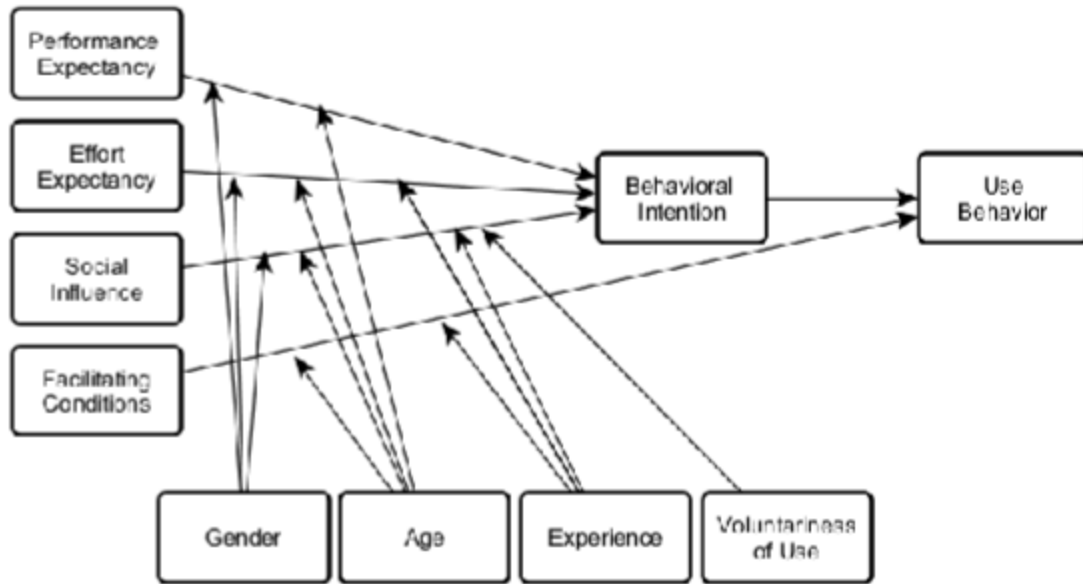 Performance
Expectancy
Effort
Expectancy
Social
Influence
Facilitating
Conditions
Behavioral
Intention
Use
Behavior
Gender
Age
Experience
Voluntariness
of Use